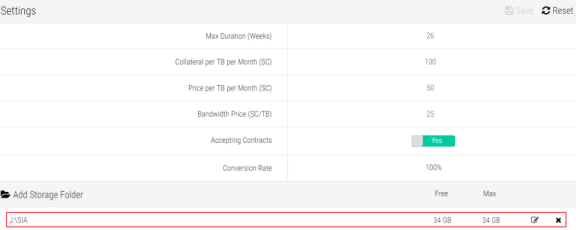 Settings Save Reset
Max Duration (Weeks) 26
Collateral per TB per Month (SC) 100
Price per TB per Month (SC) 50
Bandwidth Price (SC/TB) 25
Accepting Contracts Yes
Conversion Rate 100%
Add Storage Folder Free Max
J:\SIA 34 GB 34 GB